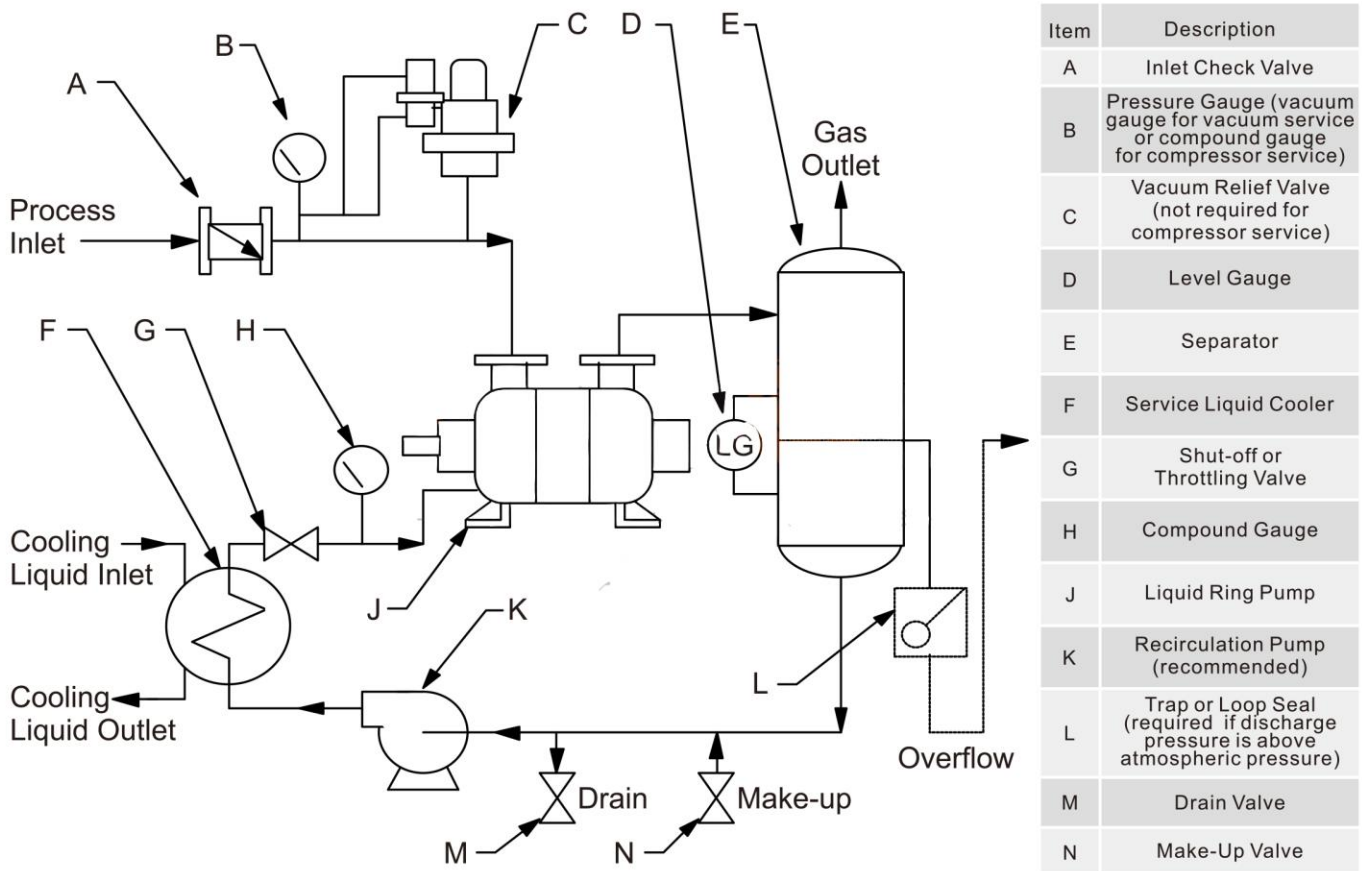 A
B
C
D
E
Process
Inlet
Gas
Outlet
F
G
H
LG
Cooling
Liquid Inlet
J
K
L
Cooling
Liquid Outlet
Overflow
Drain
Make-up
M
N
Item Description
A Inlet Check Valve
B Pressure Gauge (vacuum
gauge for vacuum service
or compound gauge
for compressor service)
C Vacuum Relief Valve
(not required for
compressor service)
D Level Gauge
E Separator
F Service Liquid Cooler
G Shut-off or
Throttling Valve
H Compound Gauge
J Liquid Ring Pump
K Recirculation Pump
(recommended)
L Trap or Loop Seal
(required if discharge
pressure is above
atmospheric pressure)
M Drain Valve
N Make-Up Valve